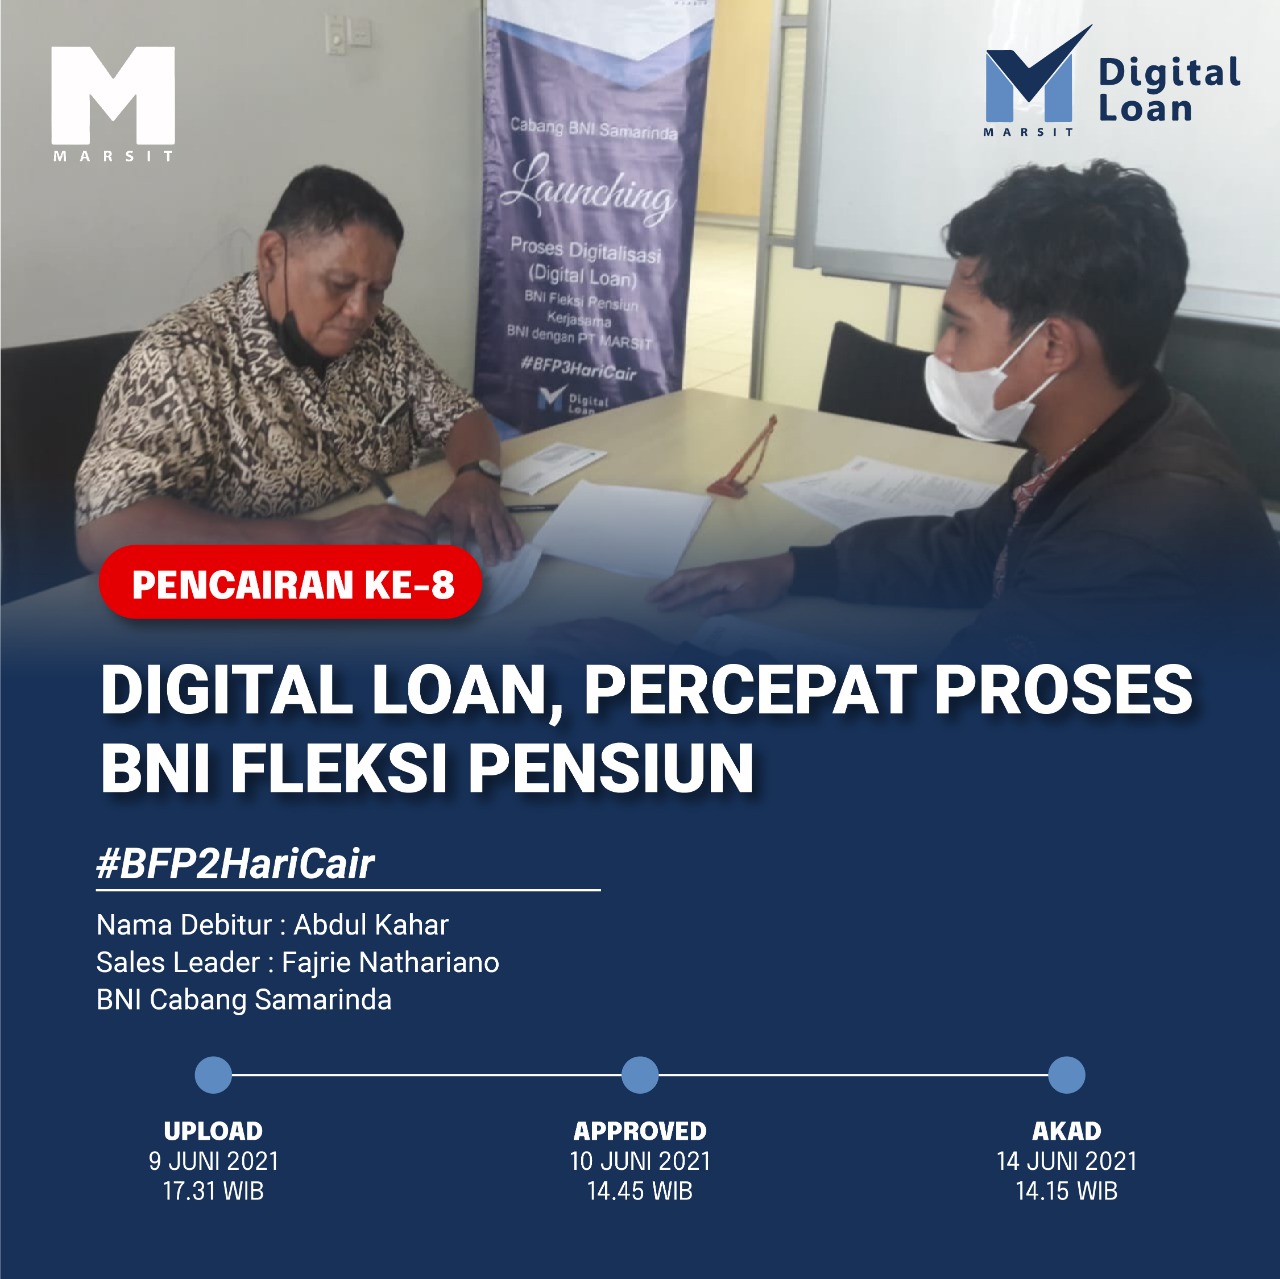 M
MARSIT
MARSIT
Digital
Loan
Cabang BNI Samarinda
Launching
Proses Digitalisasi
(Digital Loan)
BNI Fleksi Pensiun
Kerjasama
BNI dengan PT MARSIT
#BFP3HariCair
Digital
Loan
PENCAIRAN KE-8
DIGITAL LOAN, PERCEPAT PROSES
BNI FLEKSI PENSIUN
#BFP2HariCair
Nama Debitur : Abdul Kahar
Sales Leader : Fajrie Nathariano
BNI Cabang Samarinda
UPLOAD
9 JUNI 2021
17.31 WIB
APPROVED
10 JUNI 2021
14.45 WIB
AKAD
14 JUNI 2021
14.15 WIB